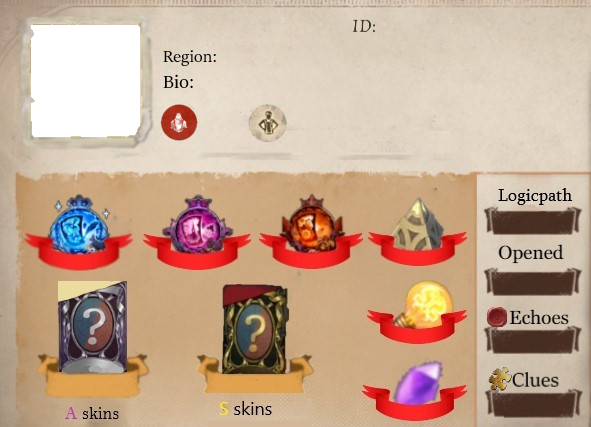 ID:
Region:
Bio:
Logicpath
Opened
?
?
Echoes
Clues
A skins
S skins